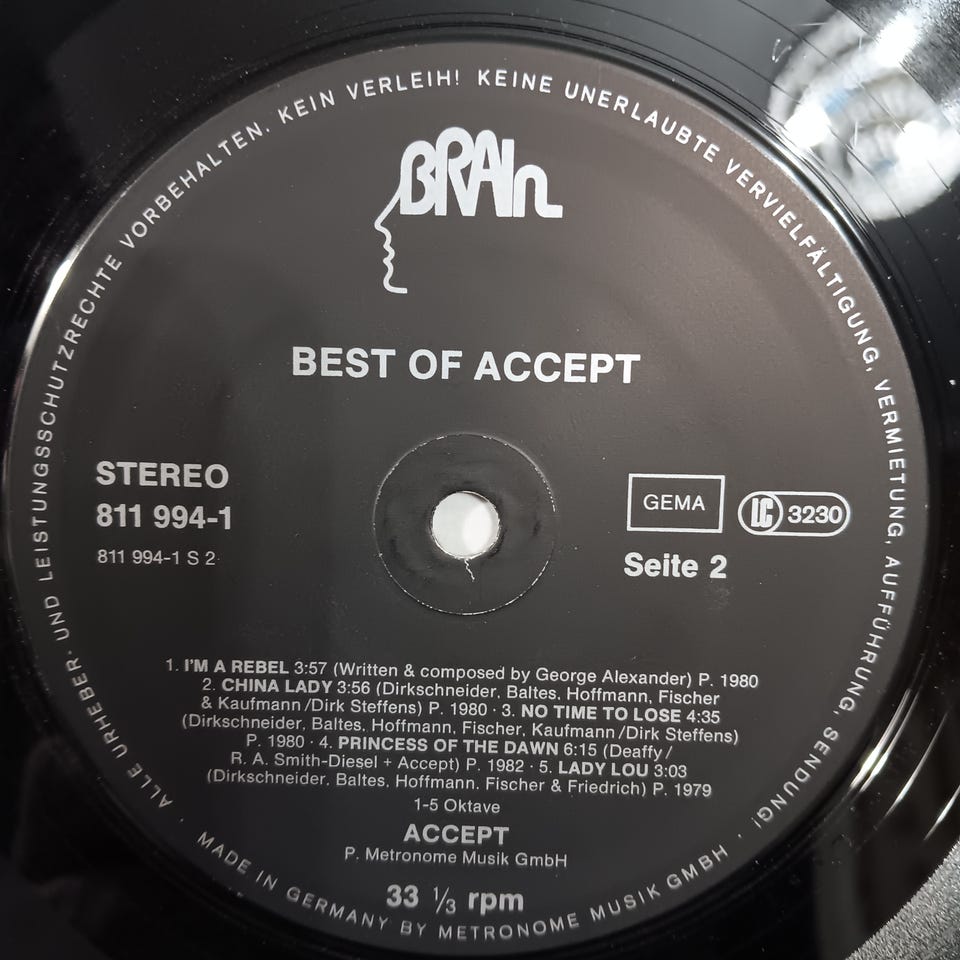 ALLE URHEBER- UND LEISTUNGSSCHUTZRECHTE VORBEHALTEN. KEIN VERLEIH! KEINE UNERLAUBTE VERVIELFÄLTIGUNG, VERMIETUNG, AUFFÜHRUNG, SENDUNG!
BRAIN
BEST OF ACCEPT
STEREO
811 994-1
811 994-1 S 2
GEMA
LC 3230
Seite 2
1. I'M A REBEL 3:57 (Written & composed by George Alexander) P. 1980
2. CHINA LADY 3:56 (Dirkschneider, Baltes, Hoffmann, Fischer
& Kaufmann/Dirk Steffens) P. 1980 · 3. NO TIME TO LOSE 4:35
(Dirkschneider, Baltes, Hoffmann, Fischer, Kaufmann/Dirk Steffens)
P. 1980 · 4. PRINCESS OF THE DAWN 6:15 (Deaffy/
R. A. Smith-Diesel + Accept) P. 1982 · 5. LADY LOU 3:03
(Dirkschneider, Baltes, Hoffmann, Fischer & Friedrich) P. 1979
1-5 Oktave
ACCEPT
P. Metronome Musik GmbH
33 1/3 rpm
· MADE IN GERMANY BY METRONOME MUSIK GMBH ·